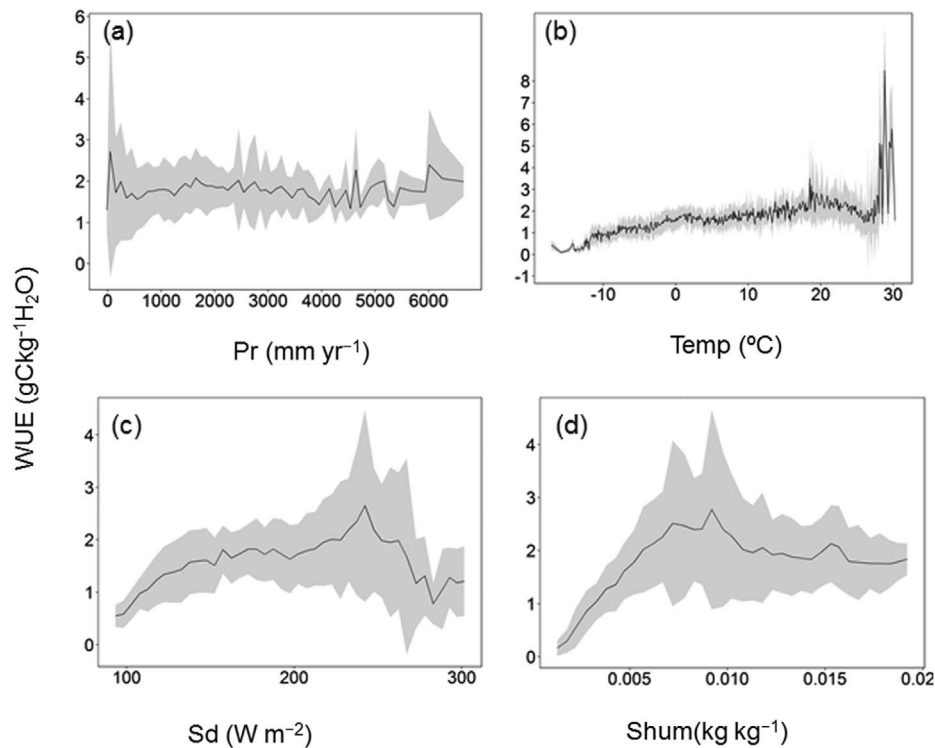 WUE (gCkg⁻¹H₂O)
(a)
6
5
4
3
2
1
0
0 1000 2000 3000 4000 5000 6000
Pr (mm yr⁻¹)
(b)
8
7
6
5
4
3
2
1
0
-1
-10 0 10 20 30
Temp (ºC)
(c)
4
3
2
1
0
100 200 300
Sd (W m⁻²)
(d)
4
3
2
1
0
0.005 0.010 0.015 0.02
Shum(kg kg⁻¹)